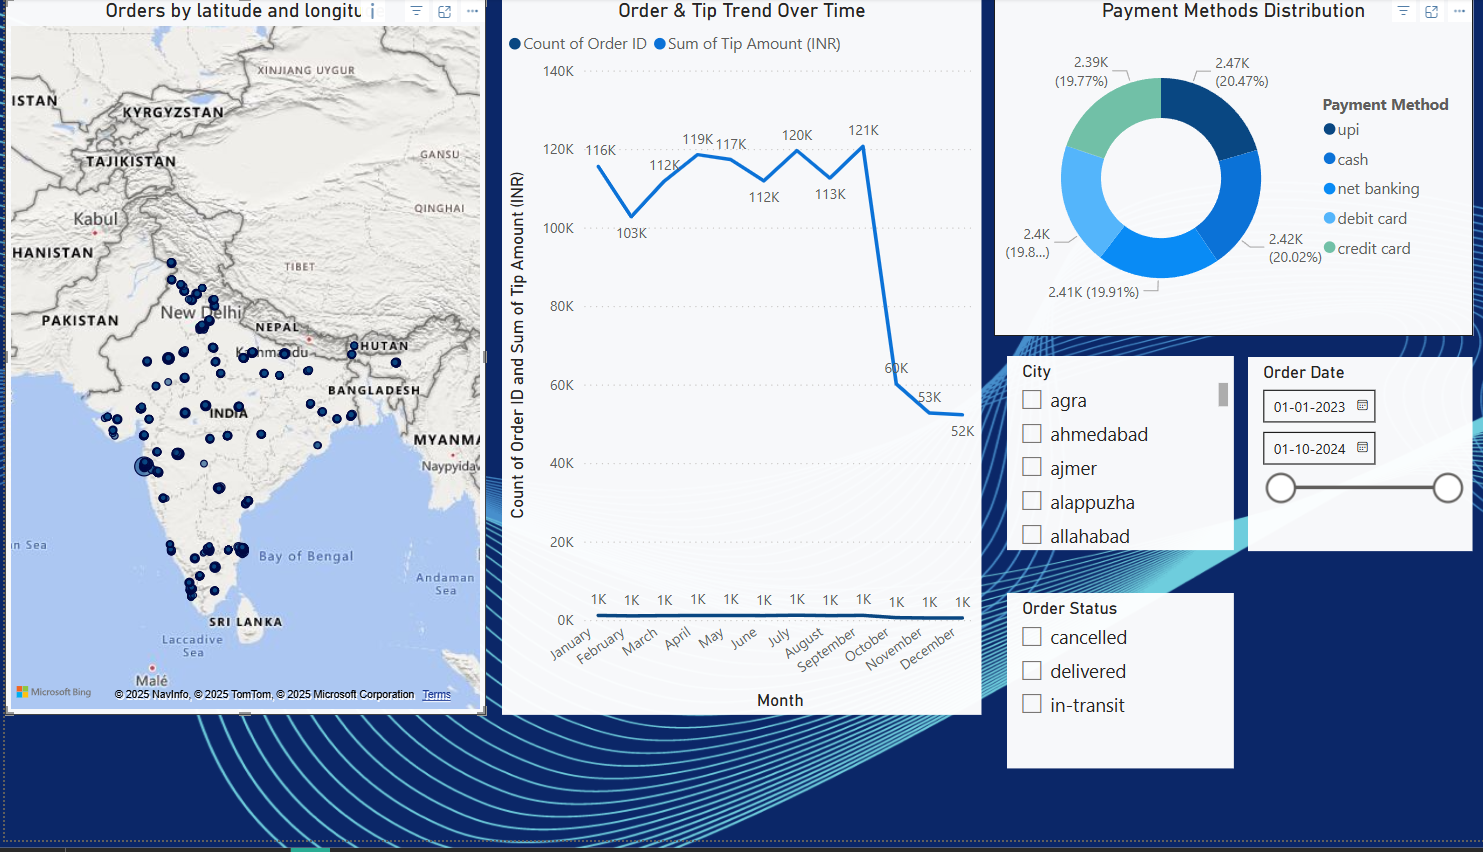 Orders by latitude and longitu
XINJIANG UYGUR
ISTAN
KYRGYZSTAN
TAJIKISTAN
GANSU
QINGHAI
Kabul
HANISTAN
TIBET
New Delhi
PAKISTAN
NEPAL
Kathmandu
BHUTAN
BANGLADESH
INDIA
MYANMA
Naypyida
n Sea
Bay of Bengal
Andaman
Sea
SRI LANKA
Laccadive
Sea
Malé
Microsoft Bing
© 2025 NavInfo, © 2025 TomTom, © 2025 Microsoft Corporation Terms
Order & Tip Trend Over Time
Count of Order ID Sum of Tip Amount (INR)
Count of Order ID and Sum of Tip Amount (INR)
140K
120K
100K
80K
60K
40K
20K
0K
116K
103K
112K
119K
117K
112K
120K
113K
121K
60K
53K
52K
1K 1K 1K 1K 1K 1K 1K 1K 1K 1K 1K 1K
January
February
March
April
May
June
July
August
September
October
November
December
Month
Payment Methods Distribution
2.39K
(19.77%)
2.47K
(20.47%)
2.4K
(19.8...)
2.42K
(20.02%)
2.41K (19.91%)
Payment Method
upi
cash
net banking
debit card
credit card
City
agra
ahmedabad
ajmer
alappuzha
allahabad
Order Date
01-01-2023
01-10-2024
Order Status
cancelled
delivered
in-transit